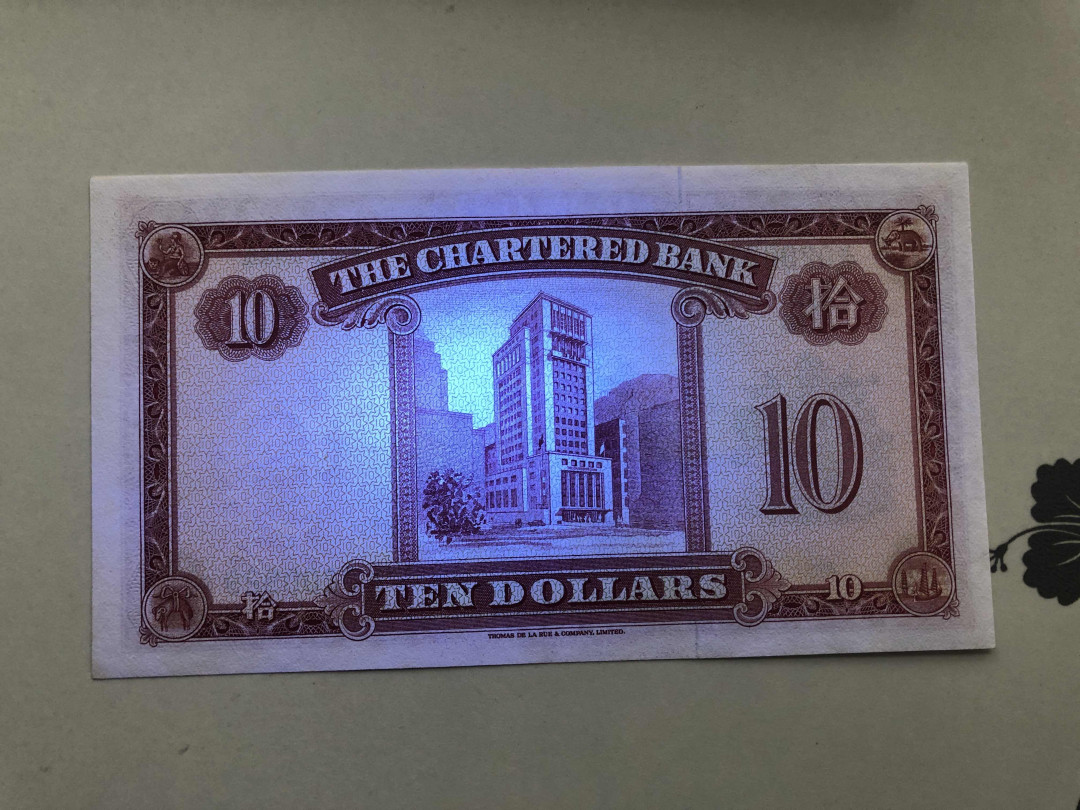 THE CHARTERED BANK
10
拾
10
TEN DOLLARS
拾
10
THOMAS DE LA RUE & COMPANY, LIMITED.